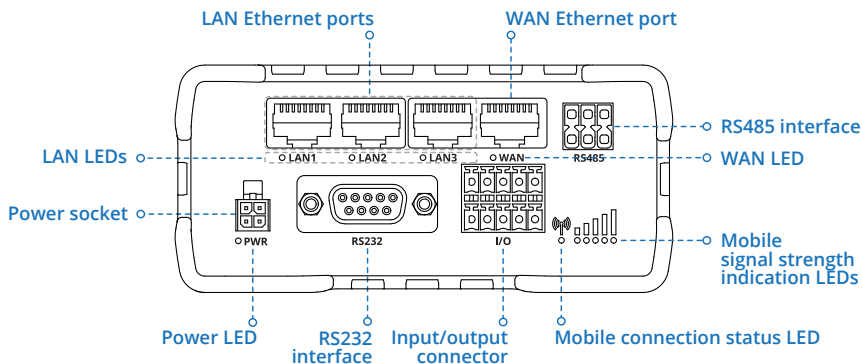 LAN Ethernet ports
WAN Ethernet port
RS485 interface
LAN LEDs
LAN1
LAN2
LAN3
WAN
RS485
WAN LED
Power socket
PWR
RS232
I/O
Mobile
signal strength
indication LEDs
Power LED
RS232
interface
Input/output
connector
Mobile connection status LED